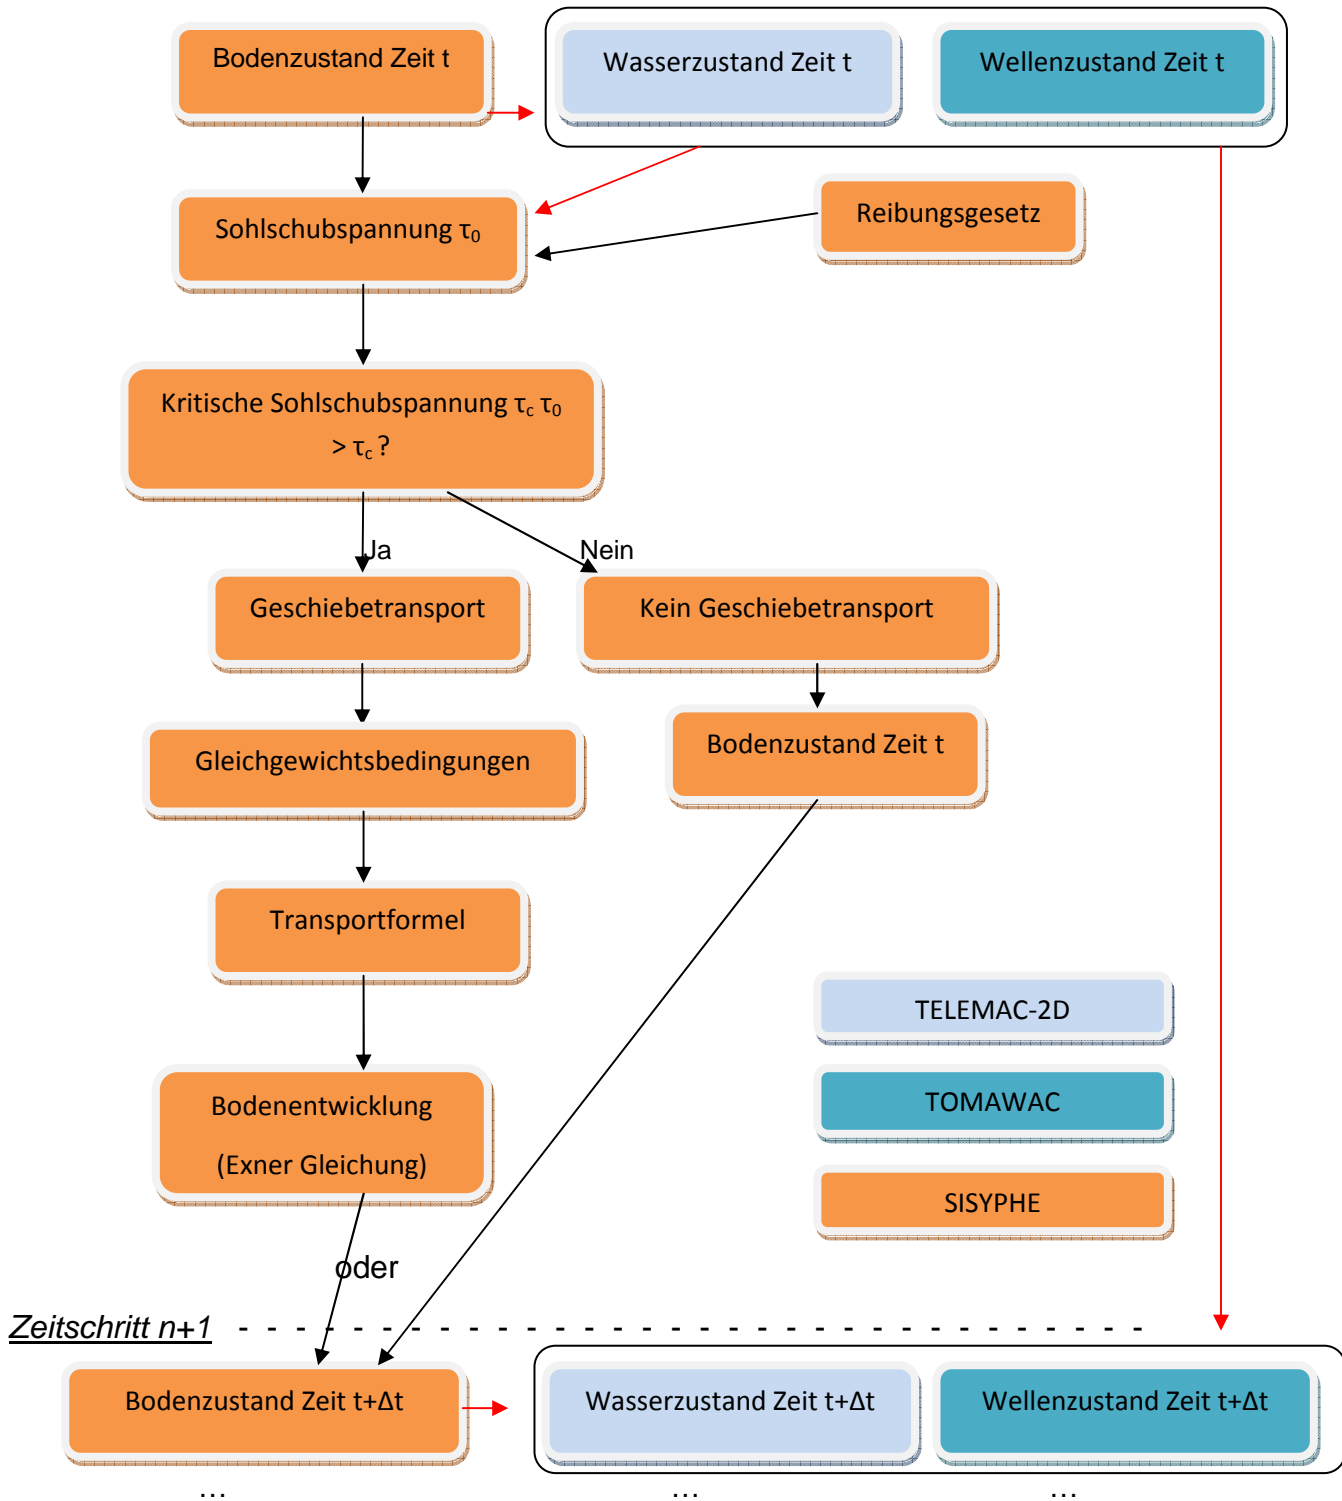 Bodenzustand Zeit t
Wasserzustand Zeit t
Wellenzustand Zeit t
Reibungsgesetz
Sohlschubspannung τ₀
Kritische Sohlschubspannung τc τ₀
> τc ?
Ja
Nein
Geschiebetransport
Kein Geschiebetransport
Gleichgewichtsbedingungen
Bodenzustand Zeit t
Transportformel
TELEMAC-2D
Bodenentwicklung
(Exner Gleichung)
TOMAWAC
SISYPHE
oder
Zeitschritt n+1 - - - - - - - - - - - - - - - - - - - - - - - - - - - - - - - -
Bodenzustand Zeit t+Δt
Wasserzustand Zeit t+Δt
Wellenzustand Zeit t+Δt
...
...
...